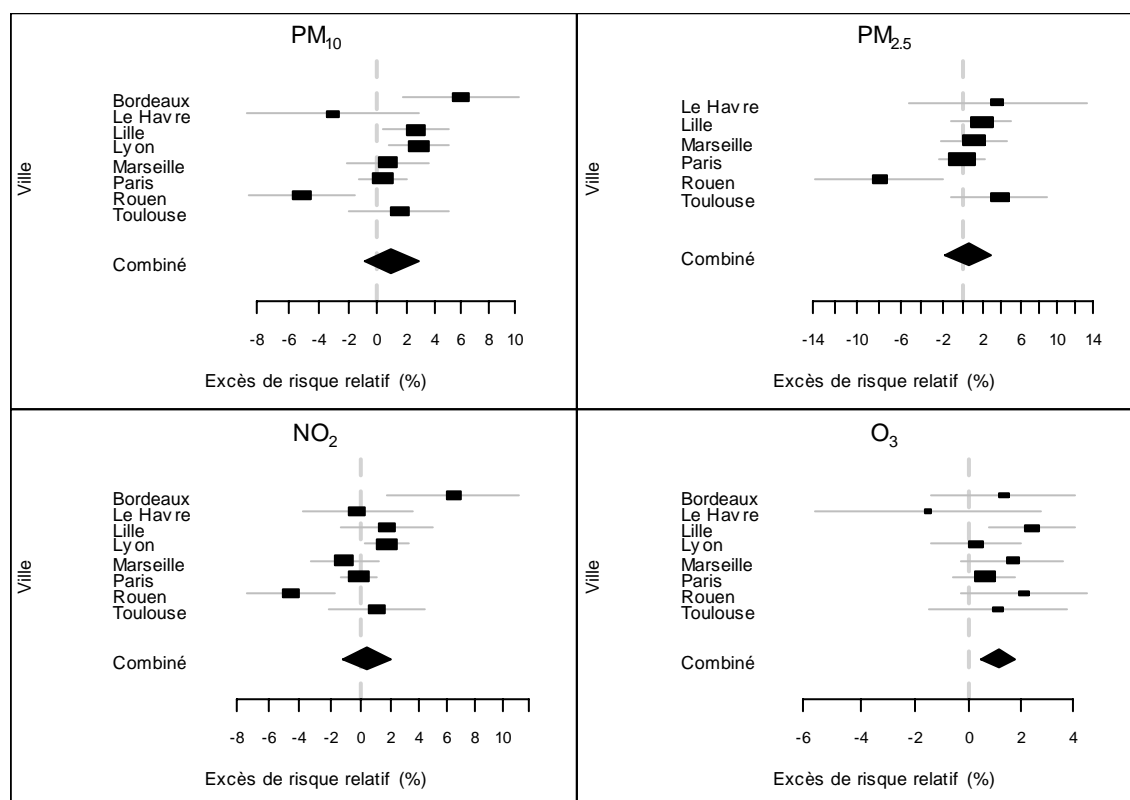 PM10
Bordeaux
Le Havre
Lille
Lyon
Marseille
Paris
Rouen
Toulouse
Combiné
Ville
-8 -6 -4 -2 0 2 4 6 8 10
Excès de risque relatif (%)
PM2.5
Le Havre
Lille
Marseille
Paris
Rouen
Toulouse
Combiné
Ville
-14 -10 -6 -2 2 6 10 14
Excès de risque relatif (%)
NO2
Bordeaux
Le Havre
Lille
Lyon
Marseille
Paris
Rouen
Toulouse
Combiné
Ville
-8 -6 -4 -2 0 2 4 6 8 10
Excès de risque relatif (%)
O3
Bordeaux
Le Havre
Lille
Lyon
Marseille
Paris
Rouen
Toulouse
Combiné
Ville
-6 -4 -2 0 2 4
Excès de risque relatif (%)